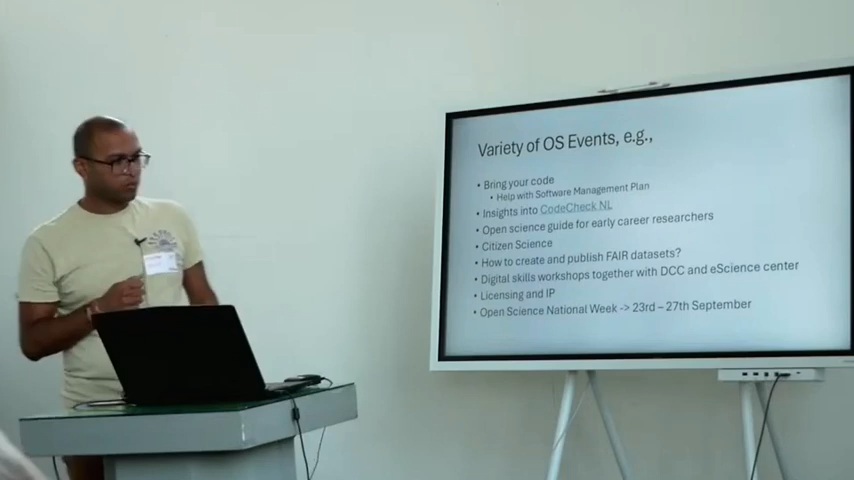 Variety of OS Events, e.g.,
• Bring your code
• Help with Software Management Plan
• Insights into CodeCheck NL
• Open science guide for early career researchers
• Citizen Science
• How to create and publish FAIR datasets?
• Digital skills workshops together with DCC and eScience center
• Licensing and IP
• Open Science National Week -> 23rd – 27th September